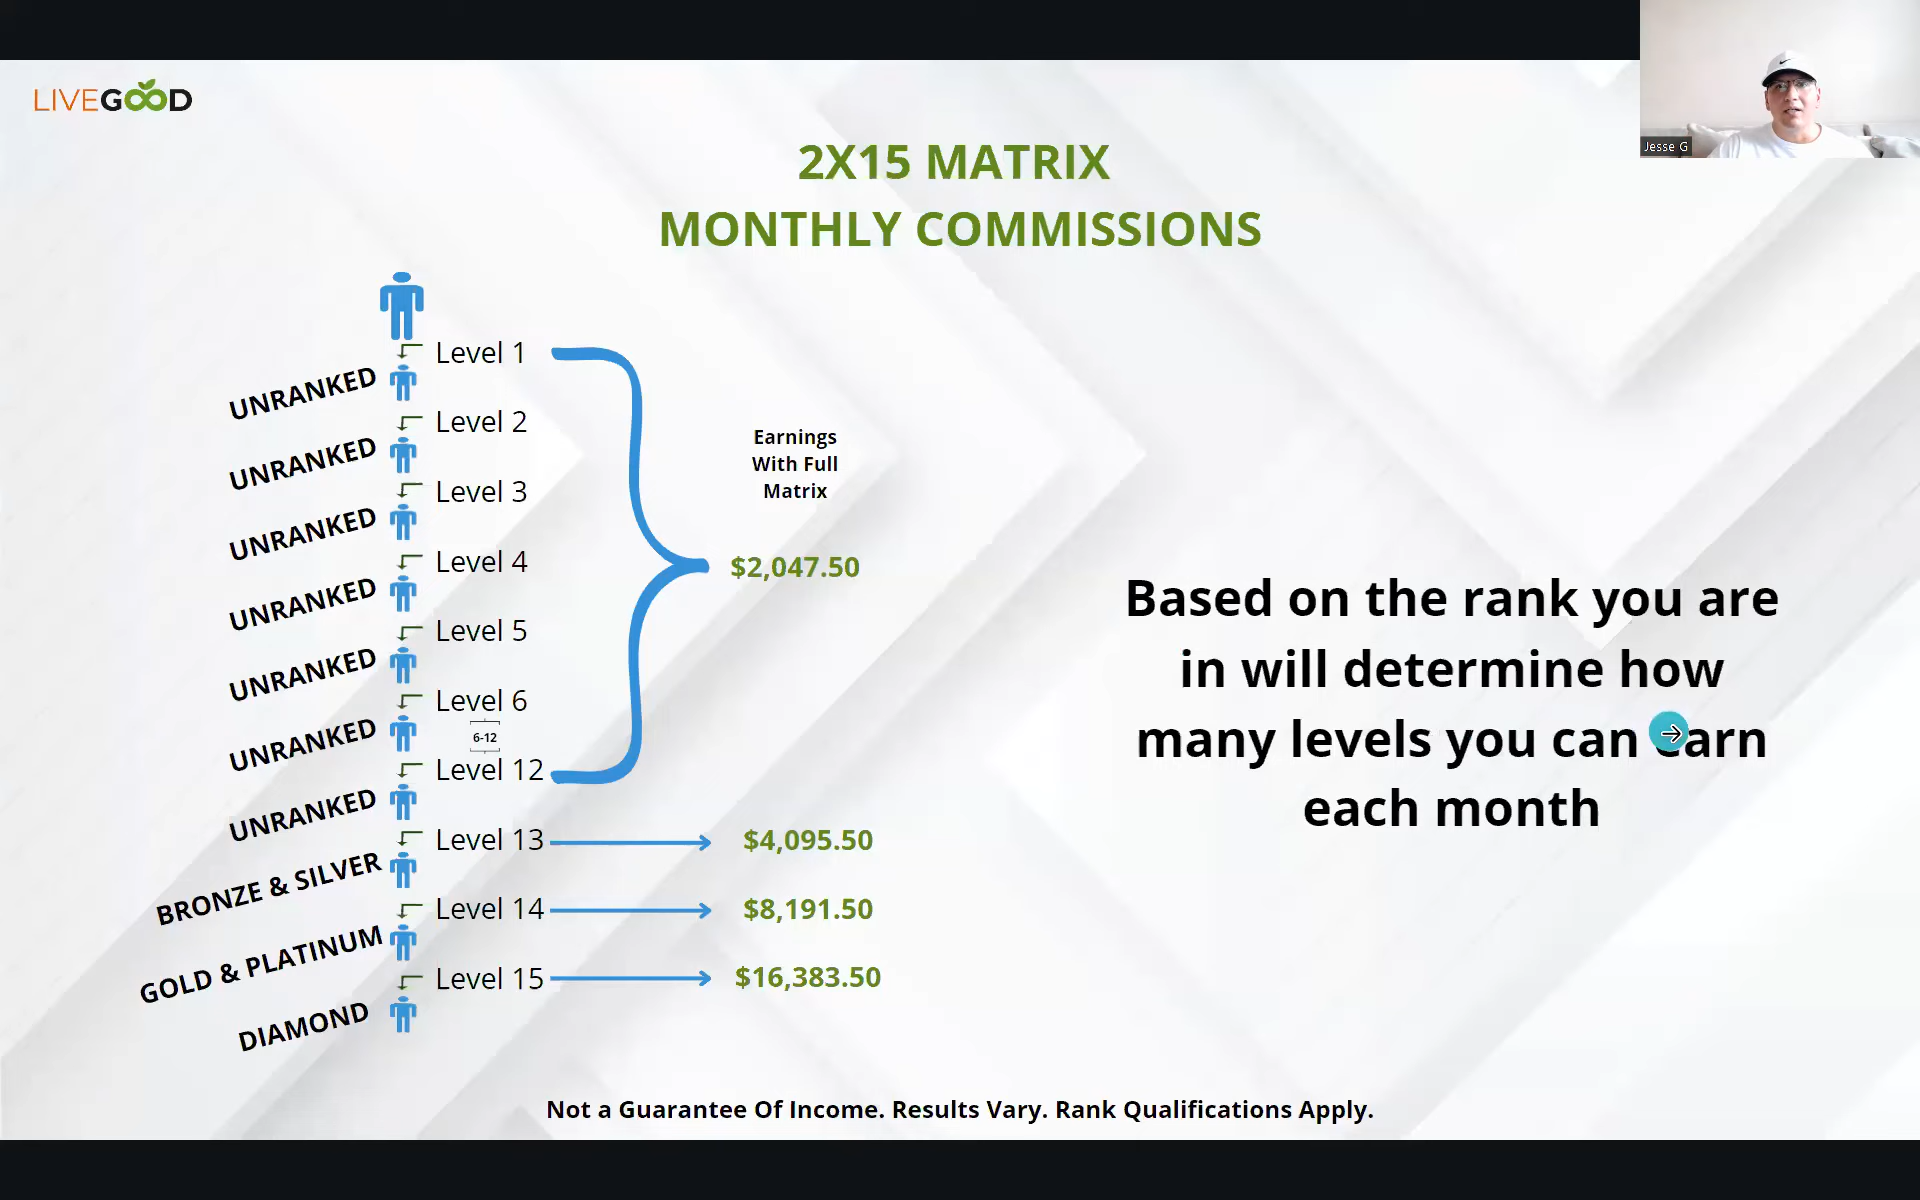 LIVEGOOD
Jesse G
2X15 MATRIX
MONTHLY COMMISSIONS
Level 1
UNRANKED
Level 2
UNRANKED
Level 3
UNRANKED
Level 4
UNRANKED
Level 5
UNRANKED
Level 6
6-12
UNRANKED
Level 12
UNRANKED
Level 13
BRONZE & SILVER
Level 14
GOLD & PLATINUM
Level 15
DIAMOND
Earnings
With Full
Matrix
$2,047.50
$4,095.50
$8,191.50
$16,383.50
Based on the rank you are
in will determine how
many levels you can earn
each month
Not a Guarantee Of Income. Results Vary. Rank Qualifications Apply.